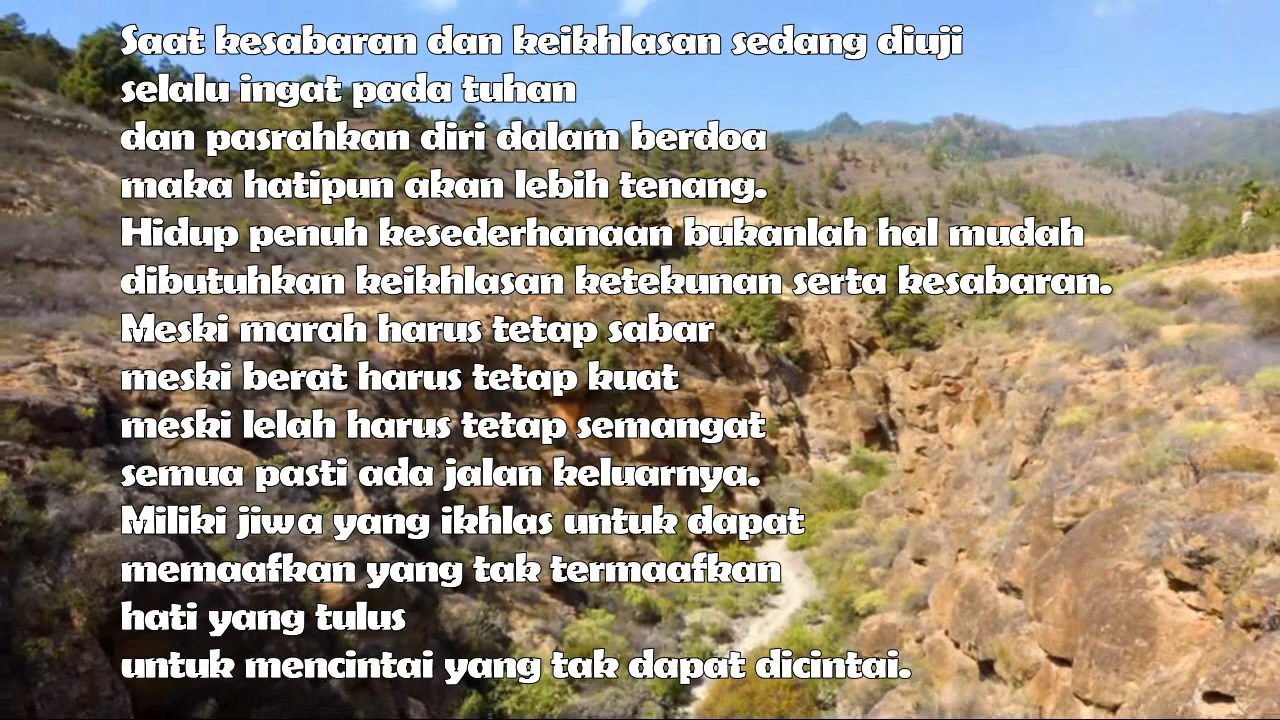 Saat kesabaran dan keikhlasan sedang diuji
selalu ingat pada tuhan
dan pasrahkan diri dalam berdoa
maka hatipun akan lebih tenang.
Hidup penuh kesederhanaan bukanlah hal mudah
dibutuhkan keikhlasan ketekunan serta kesabaran.
Meski marah harus tetap sabar
meski berat harus tetap kuat
meski lelah harus tetap semangat
semua pasti ada jalan keluarnya.
Miliki jiwa yang ikhlas untuk dapat
memaafkan yang tak termaafkan
hati yang tulus
untuk mencintai yang tak dapat dicintai.